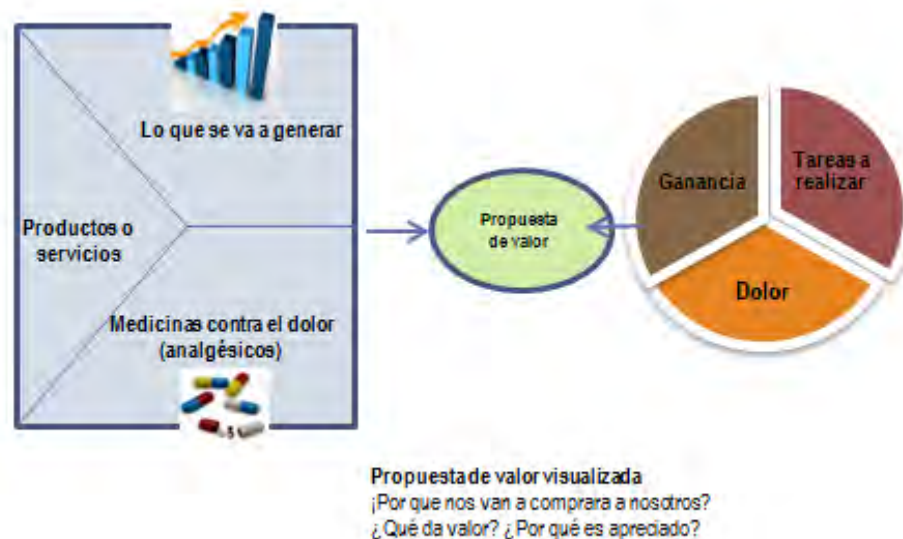 Lo que se va a generar
Productos o
servicios
Medicinas contra el dolor
(analgésicos)
Propuesta
de valor
Ganancia
Tareas a
realizar
Dolor
Propuesta de valor visualizada
¡Por que nos van a comprara a nosotros?
¿Qué da valor? ¿Por qué es apreciado?